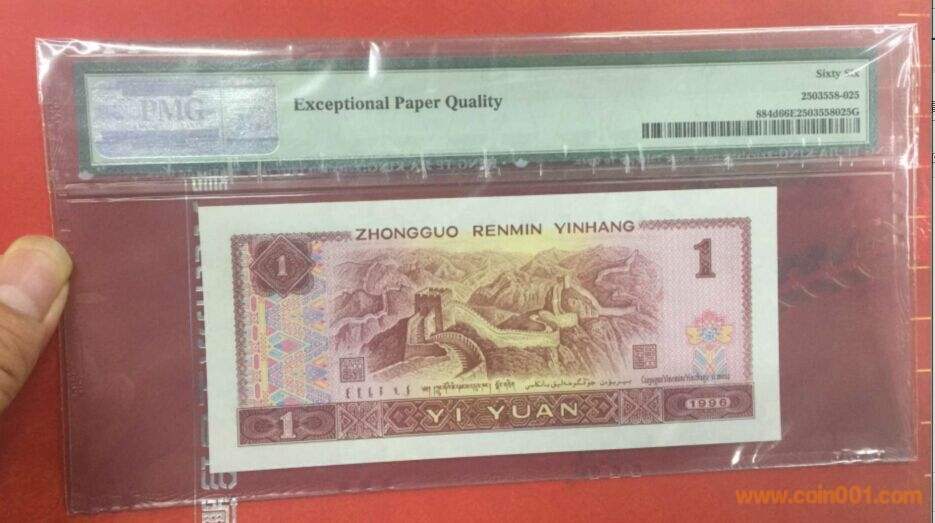 PMG
Exceptional Paper Quality
Sixty Six
2503558-025
884d66E2503558025G
ZHONGGUO RENMIN YINHANG
1
1
1
YI YUAN
1996
www.coin001.com